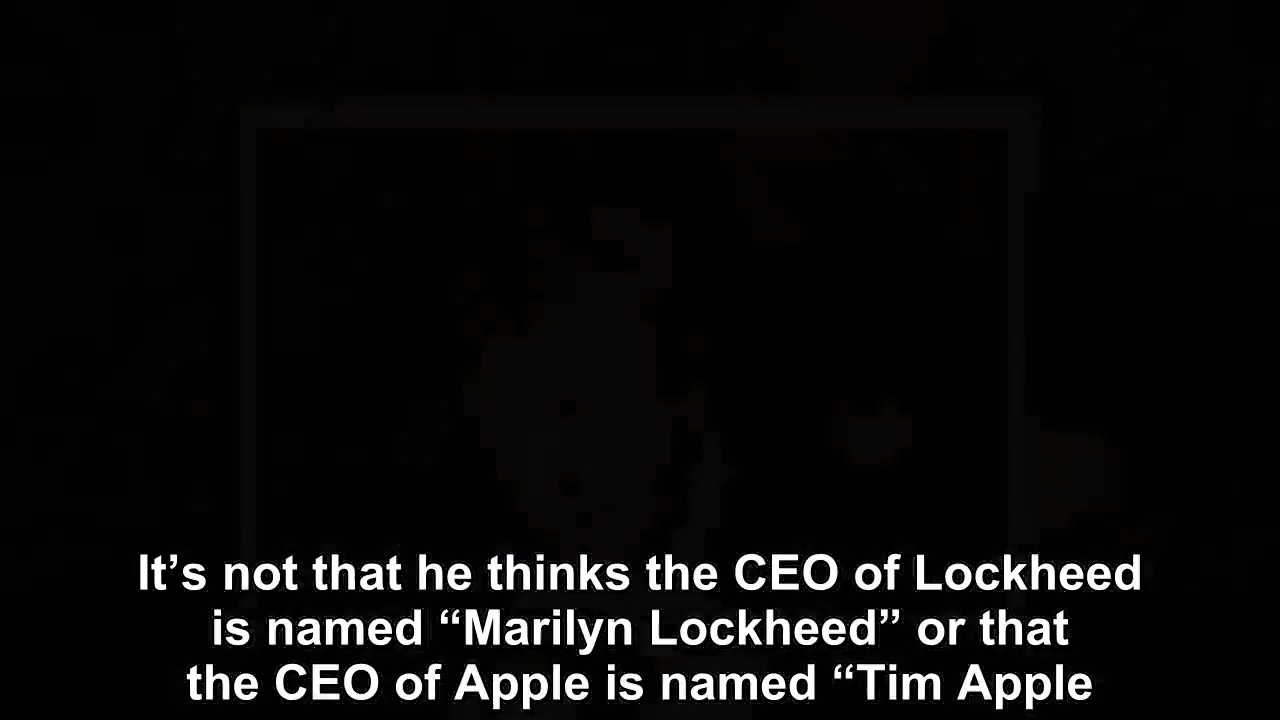 It’s not that he thinks the CEO of Lockheed
is named “Marilyn Lockheed” or that
the CEO of Apple is named “Tim Apple